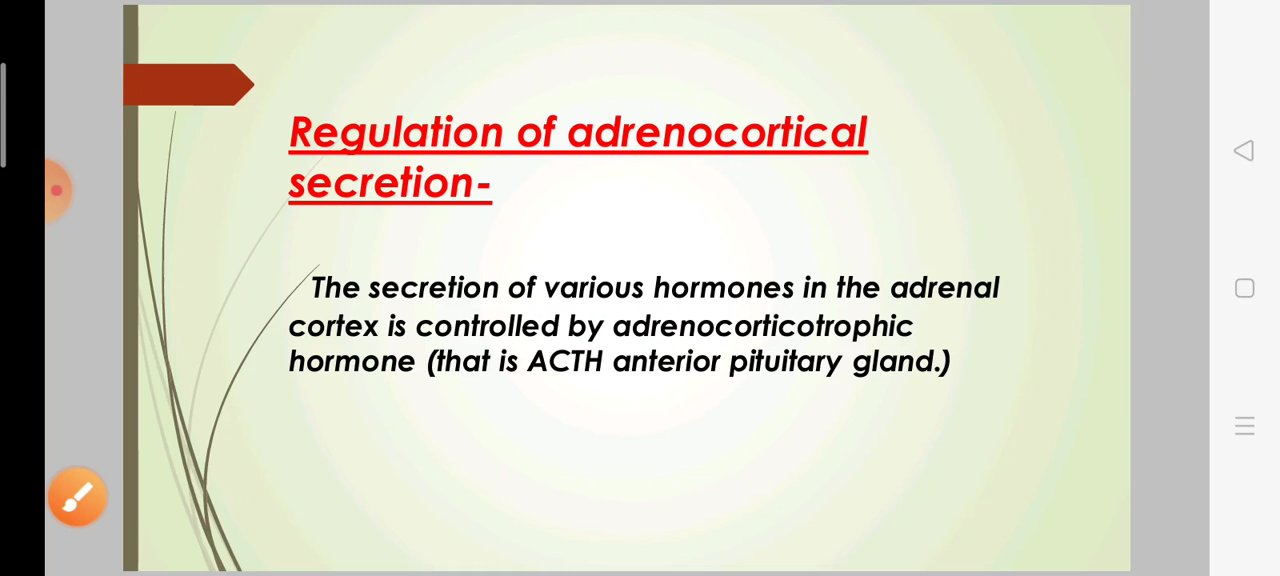 Regulation of adrenocortical
secretion-
The secretion of various hormones in the adrenal
cortex is controlled by adrenocorticotrophic
hormone (that is ACTH anterior pituitary gland.)